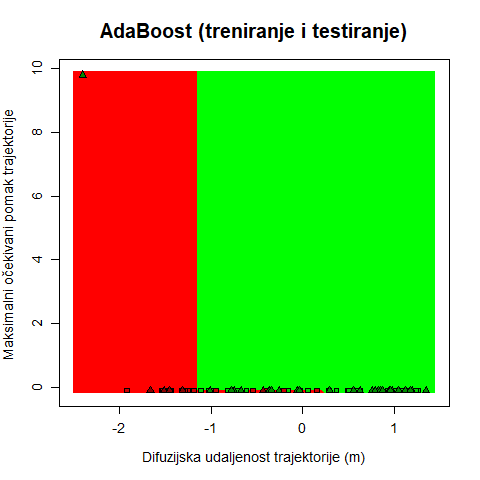 AdaBoost (treniranje i testiranje)
Maksimalni očekivani pomak trajektorije
10
8
6
4
2
0
-2 -1 0 1
Difuzijska udaljenost trajektorije (m)